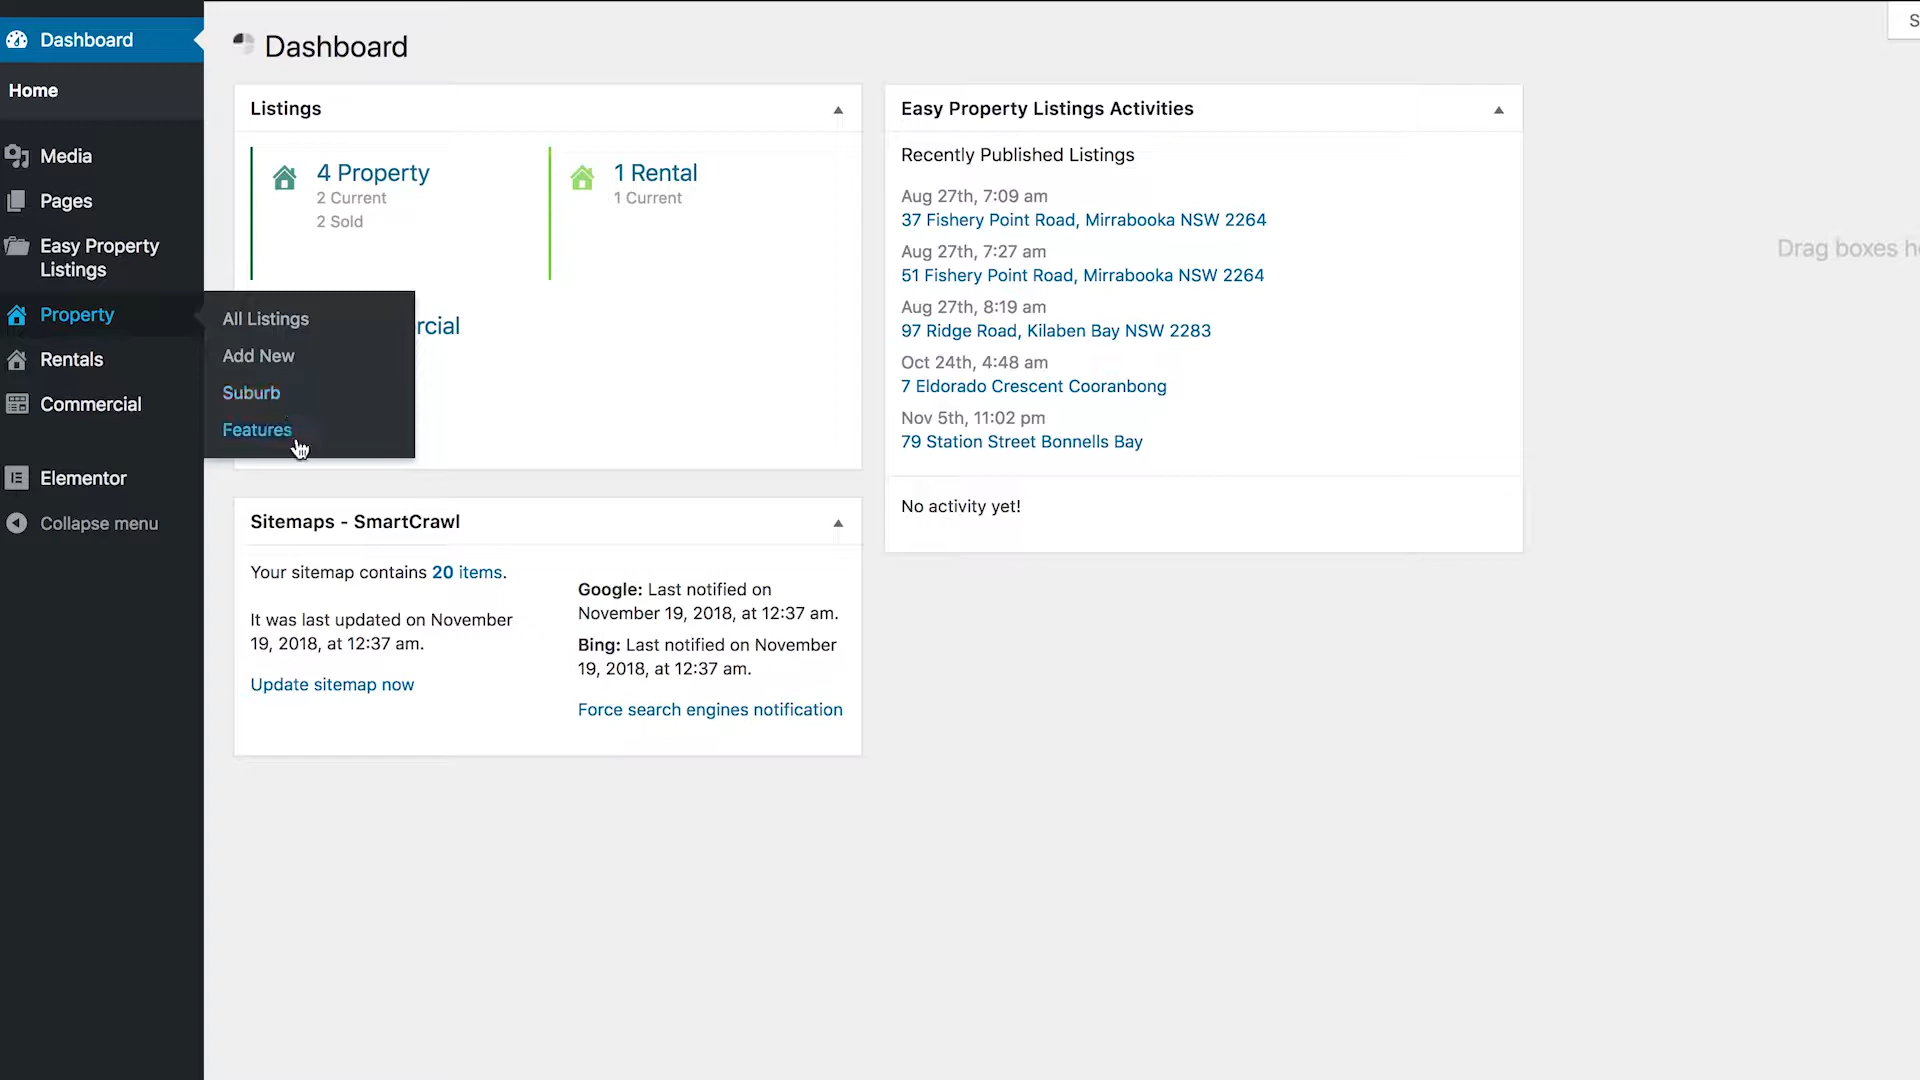 Dashboard
Home
Media
Pages
Easy Property
Listings
Property
Rentals
Commercial
Elementor
Collapse menu
All Listings
Add New
Suburb
Features
Dashboard
Listings
4 Property
2 Current
2 Sold
1 Rental
1 Current
rcial
Sitemaps - SmartCrawl
Your sitemap contains 20 items.
It was last updated on November
19, 2018, at 12:37 am.
Update sitemap now
Google: Last notified on
November 19, 2018, at 12:37 am.
Bing: Last notified on November
19, 2018, at 12:37 am.
Force search engines notification
Easy Property Listings Activities
Recently Published Listings
Aug 27th, 7:09 am
37 Fishery Point Road, Mirrabooka NSW 2264
Aug 27th, 7:27 am
51 Fishery Point Road, Mirrabooka NSW 2264
Aug 27th, 8:19 am
97 Ridge Road, Kilaben Bay NSW 2283
Oct 24th, 4:48 am
7 Eldorado Crescent Cooranbong
Nov 5th, 11:02 pm
79 Station Street Bonnells Bay
No activity yet!
S
Drag boxes he